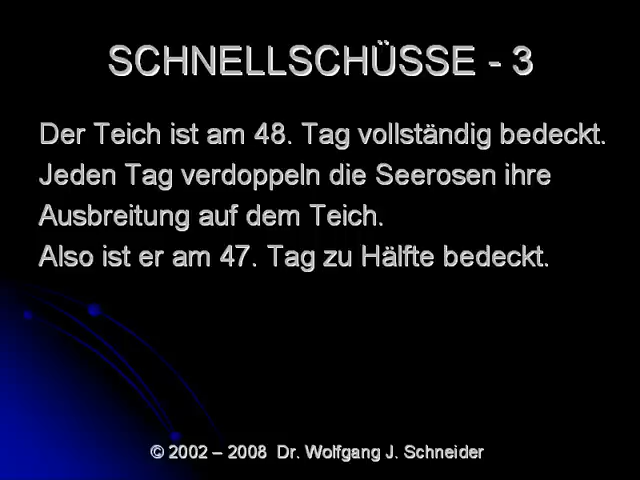 SCHNELLSCHÜSSE - 3
Der Teich ist am 48. Tag vollständig bedeckt.
Jeden Tag verdoppeln die Seerosen ihre
Ausbreitung auf dem Teich.
Also ist er am 47. Tag zu Hälfte bedeckt.
© 2002 – 2008 Dr. Wolfgang J. Schneider